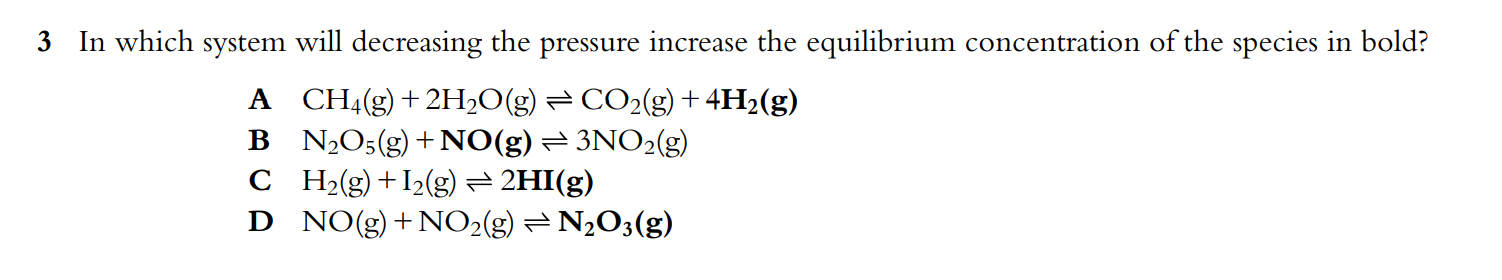 3 In which system will decreasing the pressure increase the equilibrium concentration of the species in bold?
A CH₄(g) + 2H₂O(g) ⇌ CO₂(g) + 4H₂(g)
B N₂O₅(g) + NO(g) ⇌ 3NO₂(g)
C H₂(g) + I₂(g) ⇌ 2HI(g)
D NO(g) + NO₂(g) ⇌ N₂O₃(g)